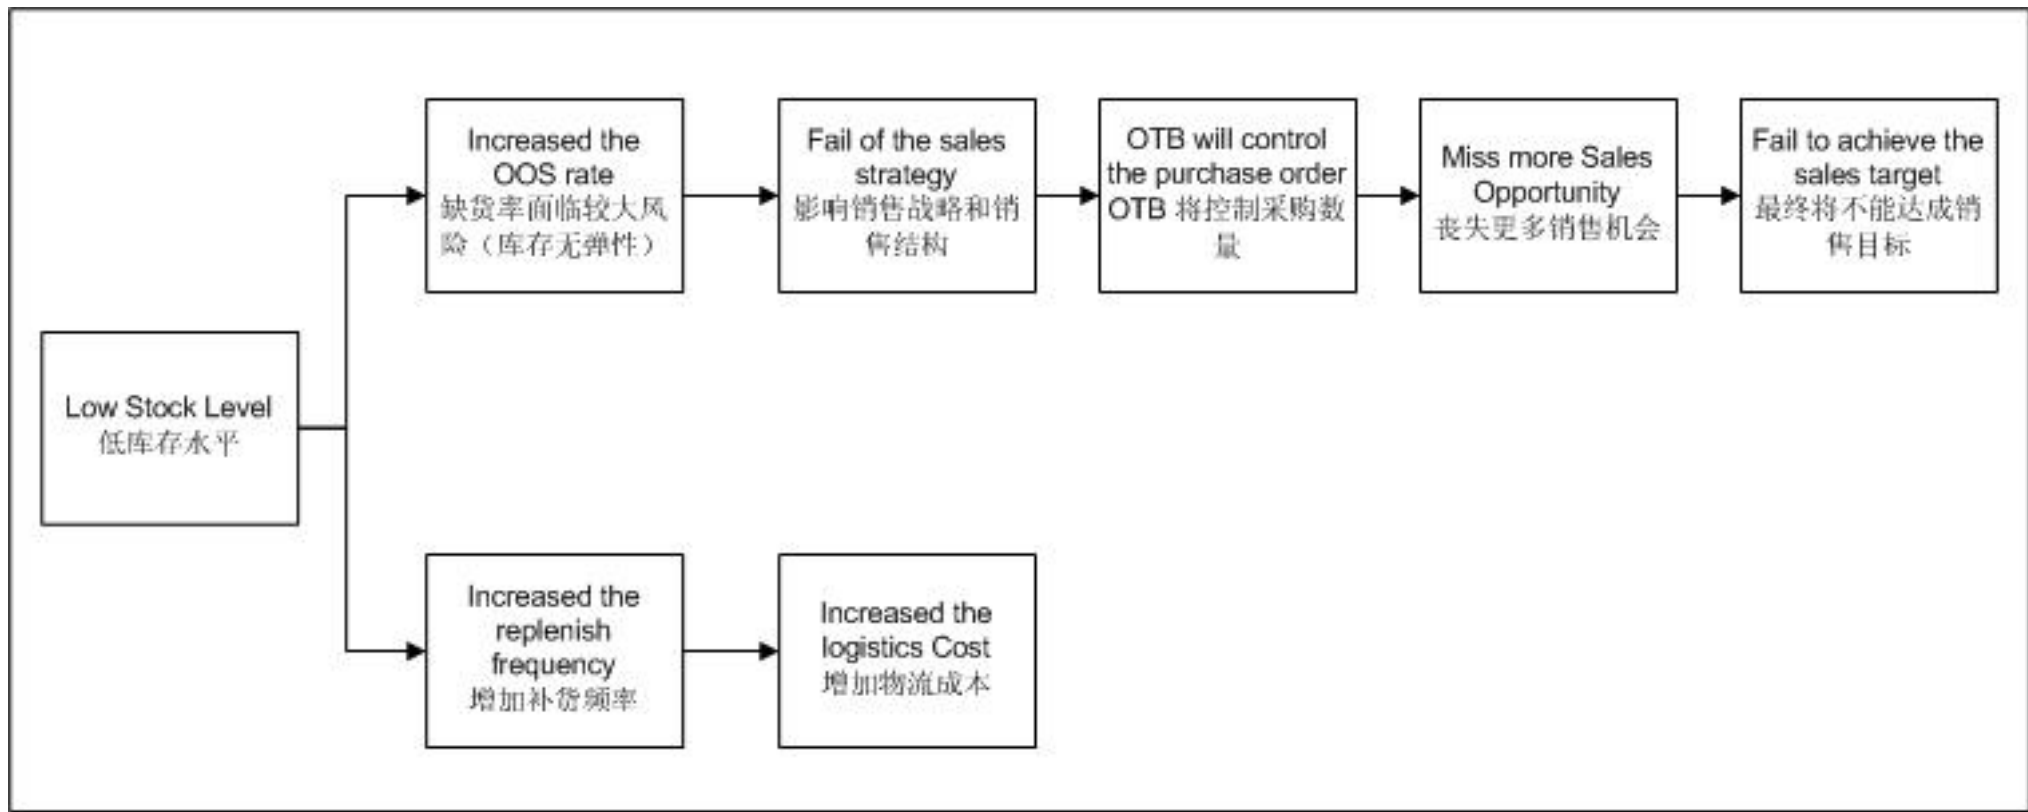 Increased the
OOS rate
缺货率面临较大风
险（库存无弹性）
Fail of the sales
strategy
影响销售战略和销
售结构
OTB will control
the purchase order
OTB 将控制采购数
量
Miss more Sales
Opportunity
丧失更多销售机会
Fail to achieve the
sales target
最终将不能达成销
售目标
Low Stock Level
低库存水平
Increased the
replenish
frequency
增加补货频率
Increased the
logistics Cost
增加物流成本